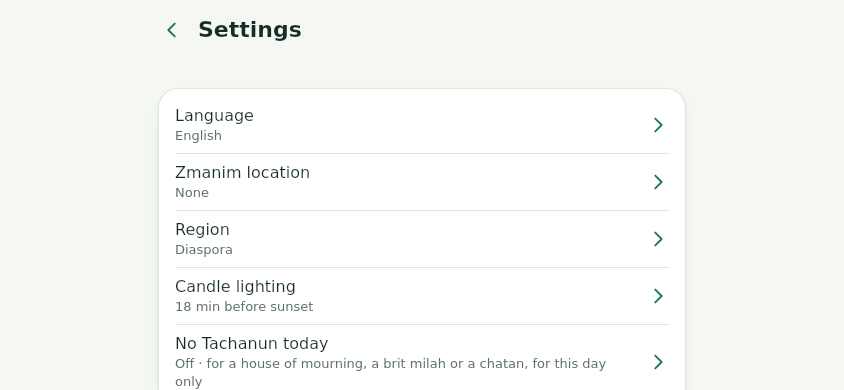 Settings
Language
English
Zmanim location
None
Region
Diaspora
Candle lighting
18 min before sunset
No Tachanun today
Off · for a house of mourning, a brit milah or a chatan, for this day
only